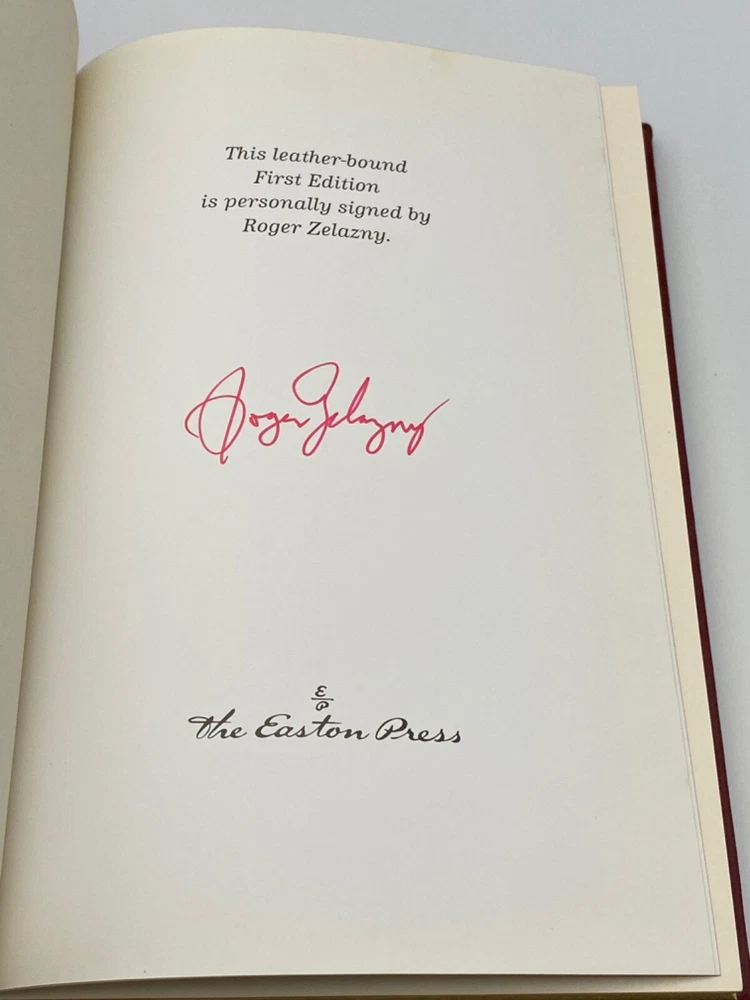 This leather-bound
First Edition
is personally signed by
Roger Zelazny.
Roger Zelazny
E
P
The Easton Press